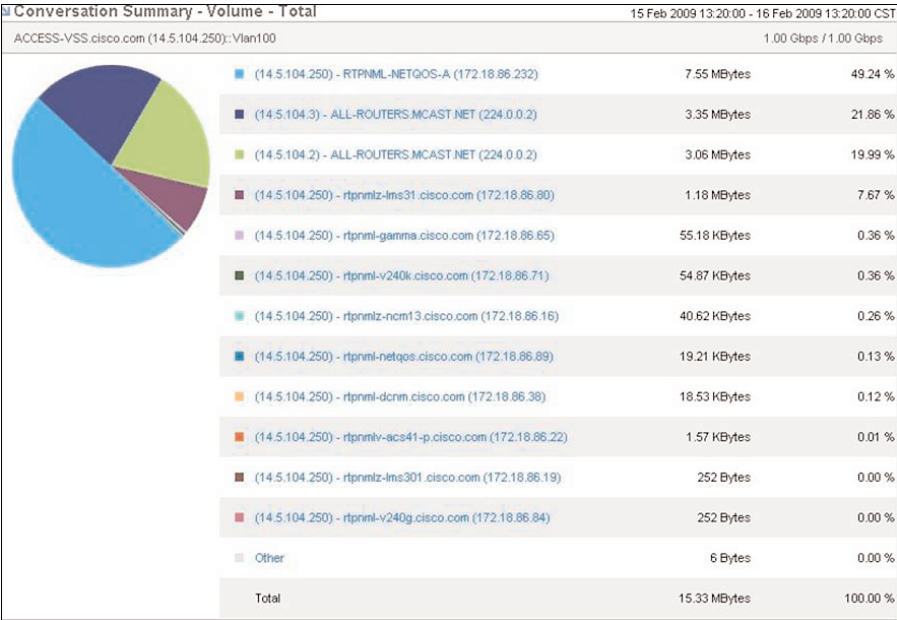 Conversation Summary - Volume - Total 15 Feb 2009 13:20:00 - 16 Feb 2009 13:20:00 CST
ACCESS-VSS.cisco.com (14.5.104.250)::Vlan100 1.00 Gbps / 1.00 Gbps
(14.5.104.250) - RTPNML-NETQOS-A (172.18.86.232) 7.55 MBytes 49.24 %
(14.5.104.3) - ALL-ROUTERS.MCAST.NET (224.0.0.2) 3.35 MBytes 21.86 %
(14.5.104.2) - ALL-ROUTERS.MCAST.NET (224.0.0.2) 3.06 MBytes 19.99 %
(14.5.104.250) - rtpnmlz-lms31.cisco.com (172.18.86.80) 1.18 MBytes 7.67 %
(14.5.104.250) - rtpnml-gamma.cisco.com (172.18.86.65) 55.18 KBytes 0.36 %
(14.5.104.250) - rtpnml-v240k.cisco.com (172.18.86.71) 54.87 KBytes 0.36 %
(14.5.104.250) - rtpnmlz-ncm13.cisco.com (172.18.86.16) 40.62 KBytes 0.26 %
(14.5.104.250) - rtpnml-netqos.cisco.com (172.18.86.89) 19.21 KBytes 0.13 %
(14.5.104.250) - rtpnml-dcnm.cisco.com (172.18.86.38) 18.53 KBytes 0.12 %
(14.5.104.250) - rtpnmlv-acs41-p.cisco.com (172.18.86.22) 1.57 KBytes 0.01 %
(14.5.104.250) - rtpnmlz-lms301.cisco.com (172.18.86.19) 252 Bytes 0.00 %
(14.5.104.250) - rtpnml-v240g.cisco.com (172.18.86.84) 252 Bytes 0.00 %
Other 6 Bytes 0.00 %
Total 15.33 MBytes 100.00 %